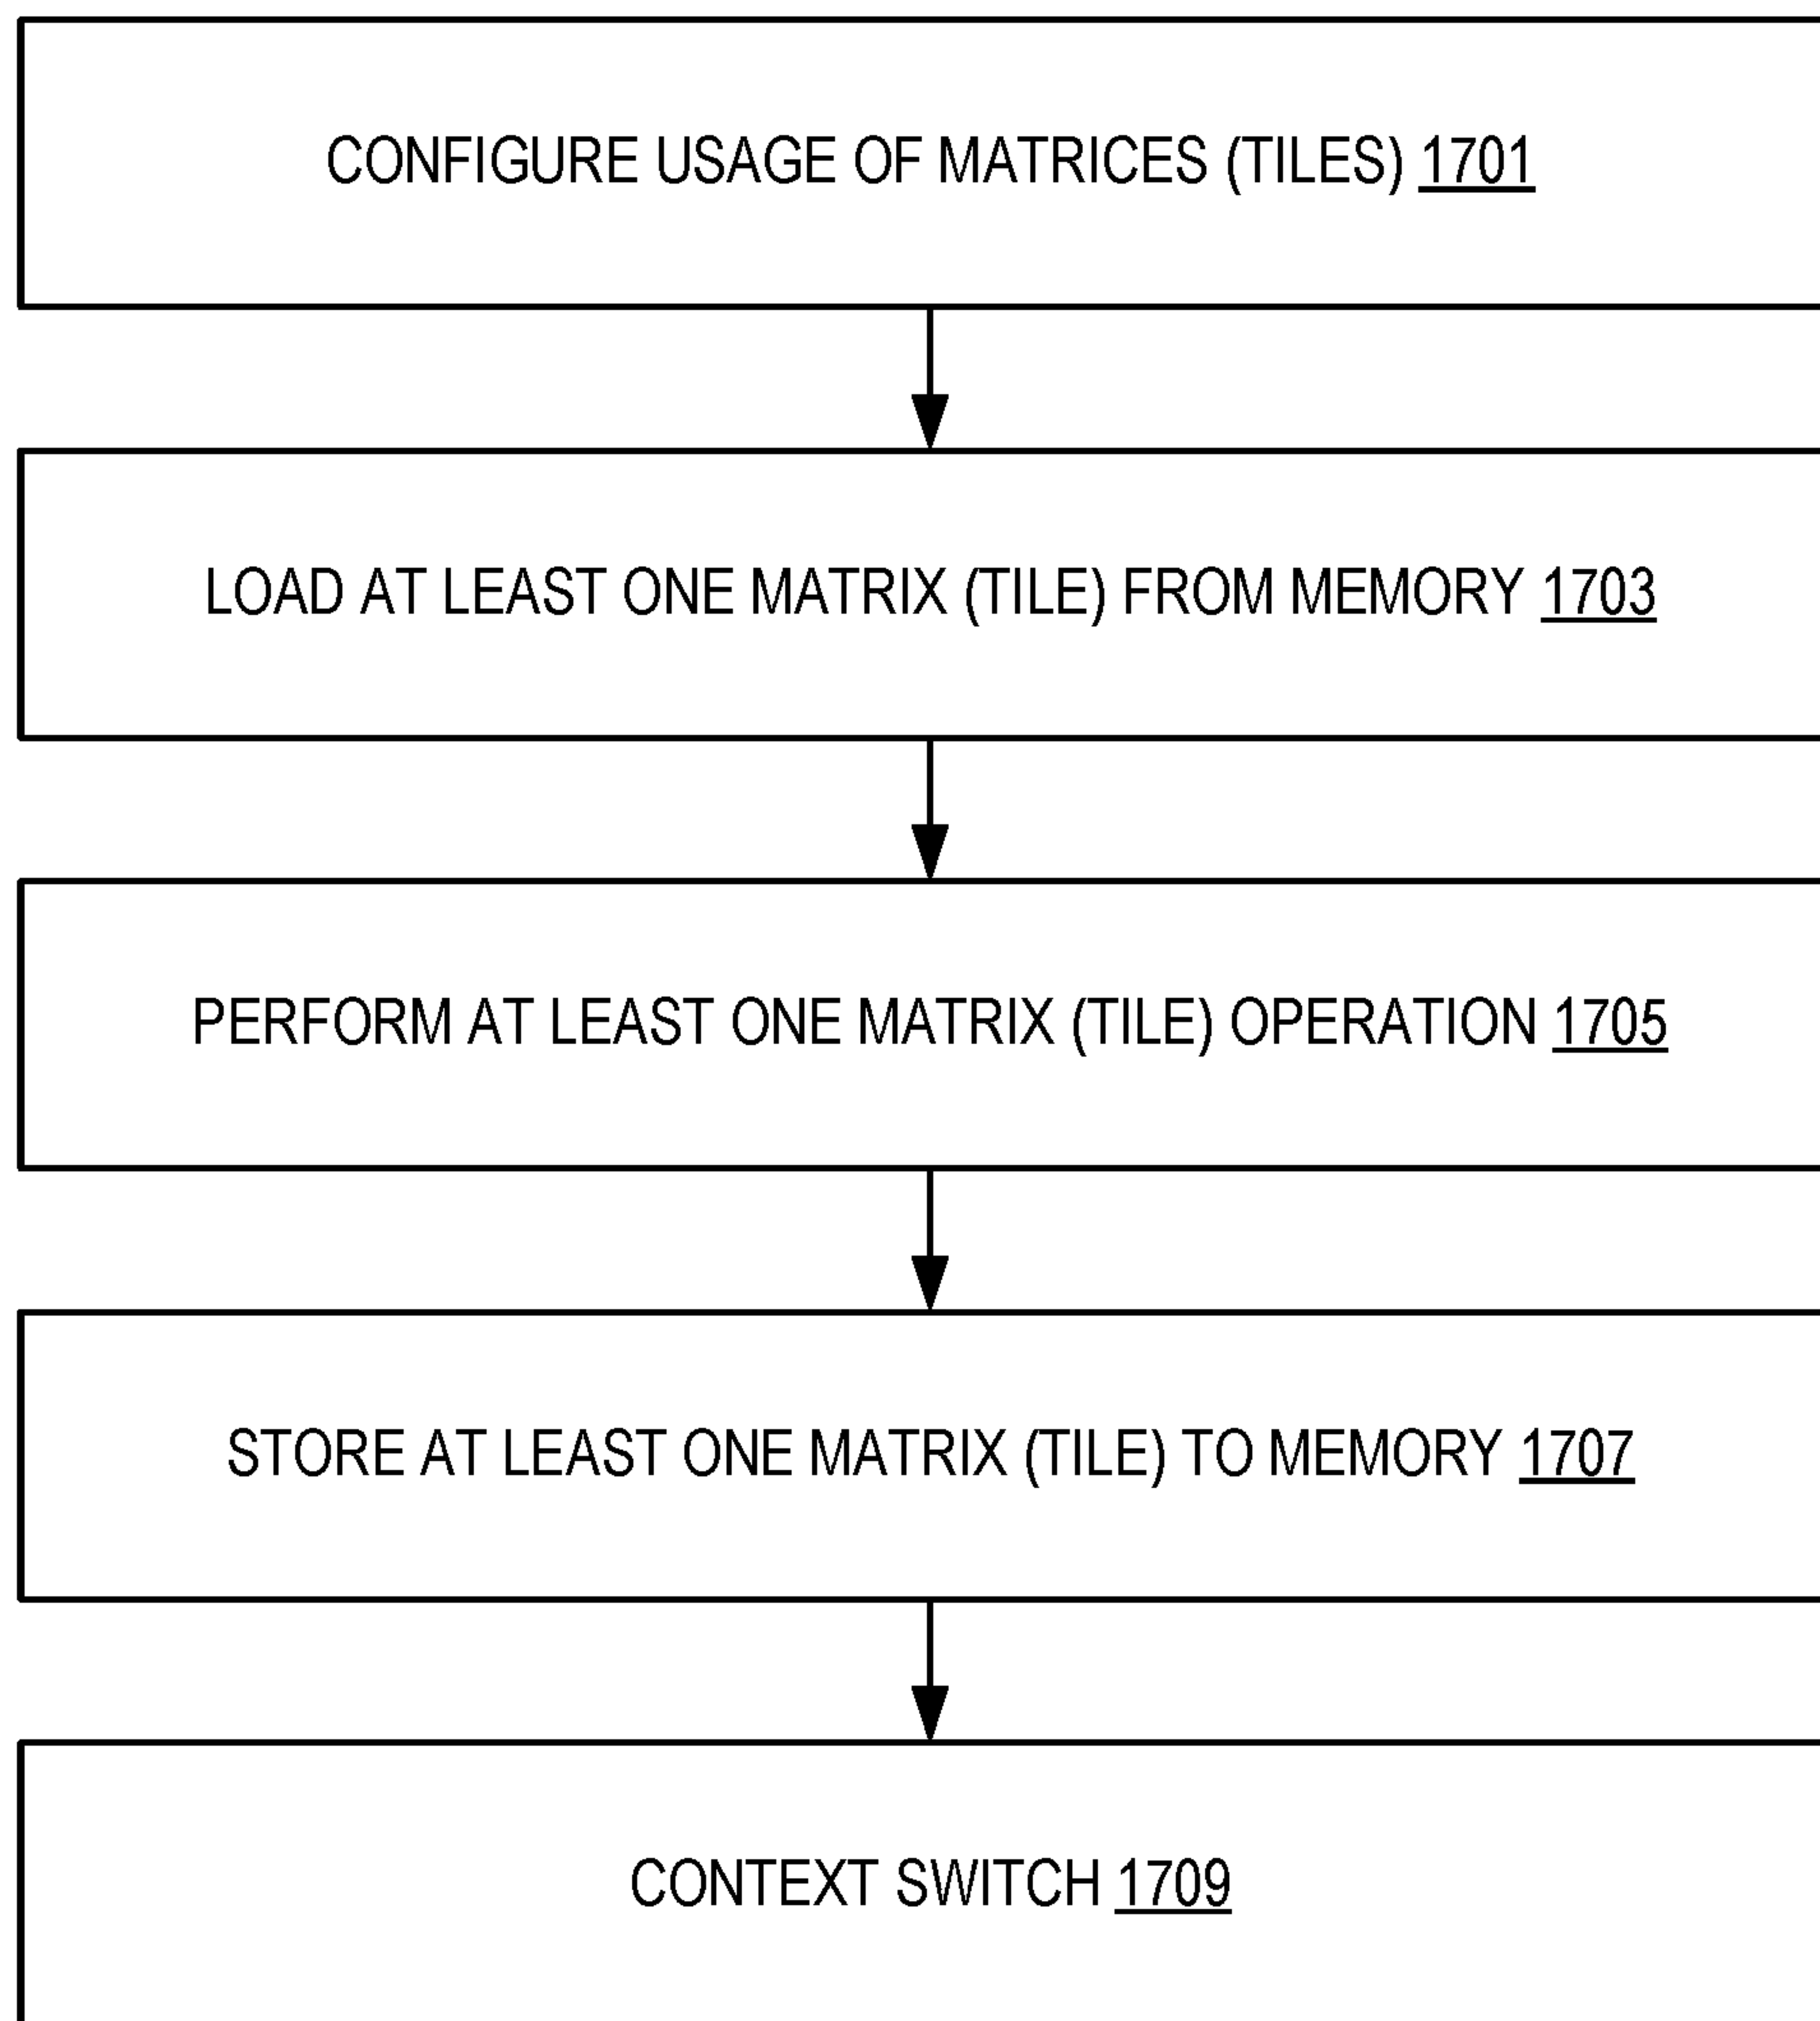 CONFIGURE USAGE OF MATRICES (TILES) 1701
LOAD AT LEAST ONE MATRIX (TILE) FROM MEMORY 1703
PERFORM AT LEAST ONE MATRIX (TILE) OPERATION 1705
STORE AT LEAST ONE MATRIX (TILE) TO MEMORY 1707
CONTEXT SWITCH 1709